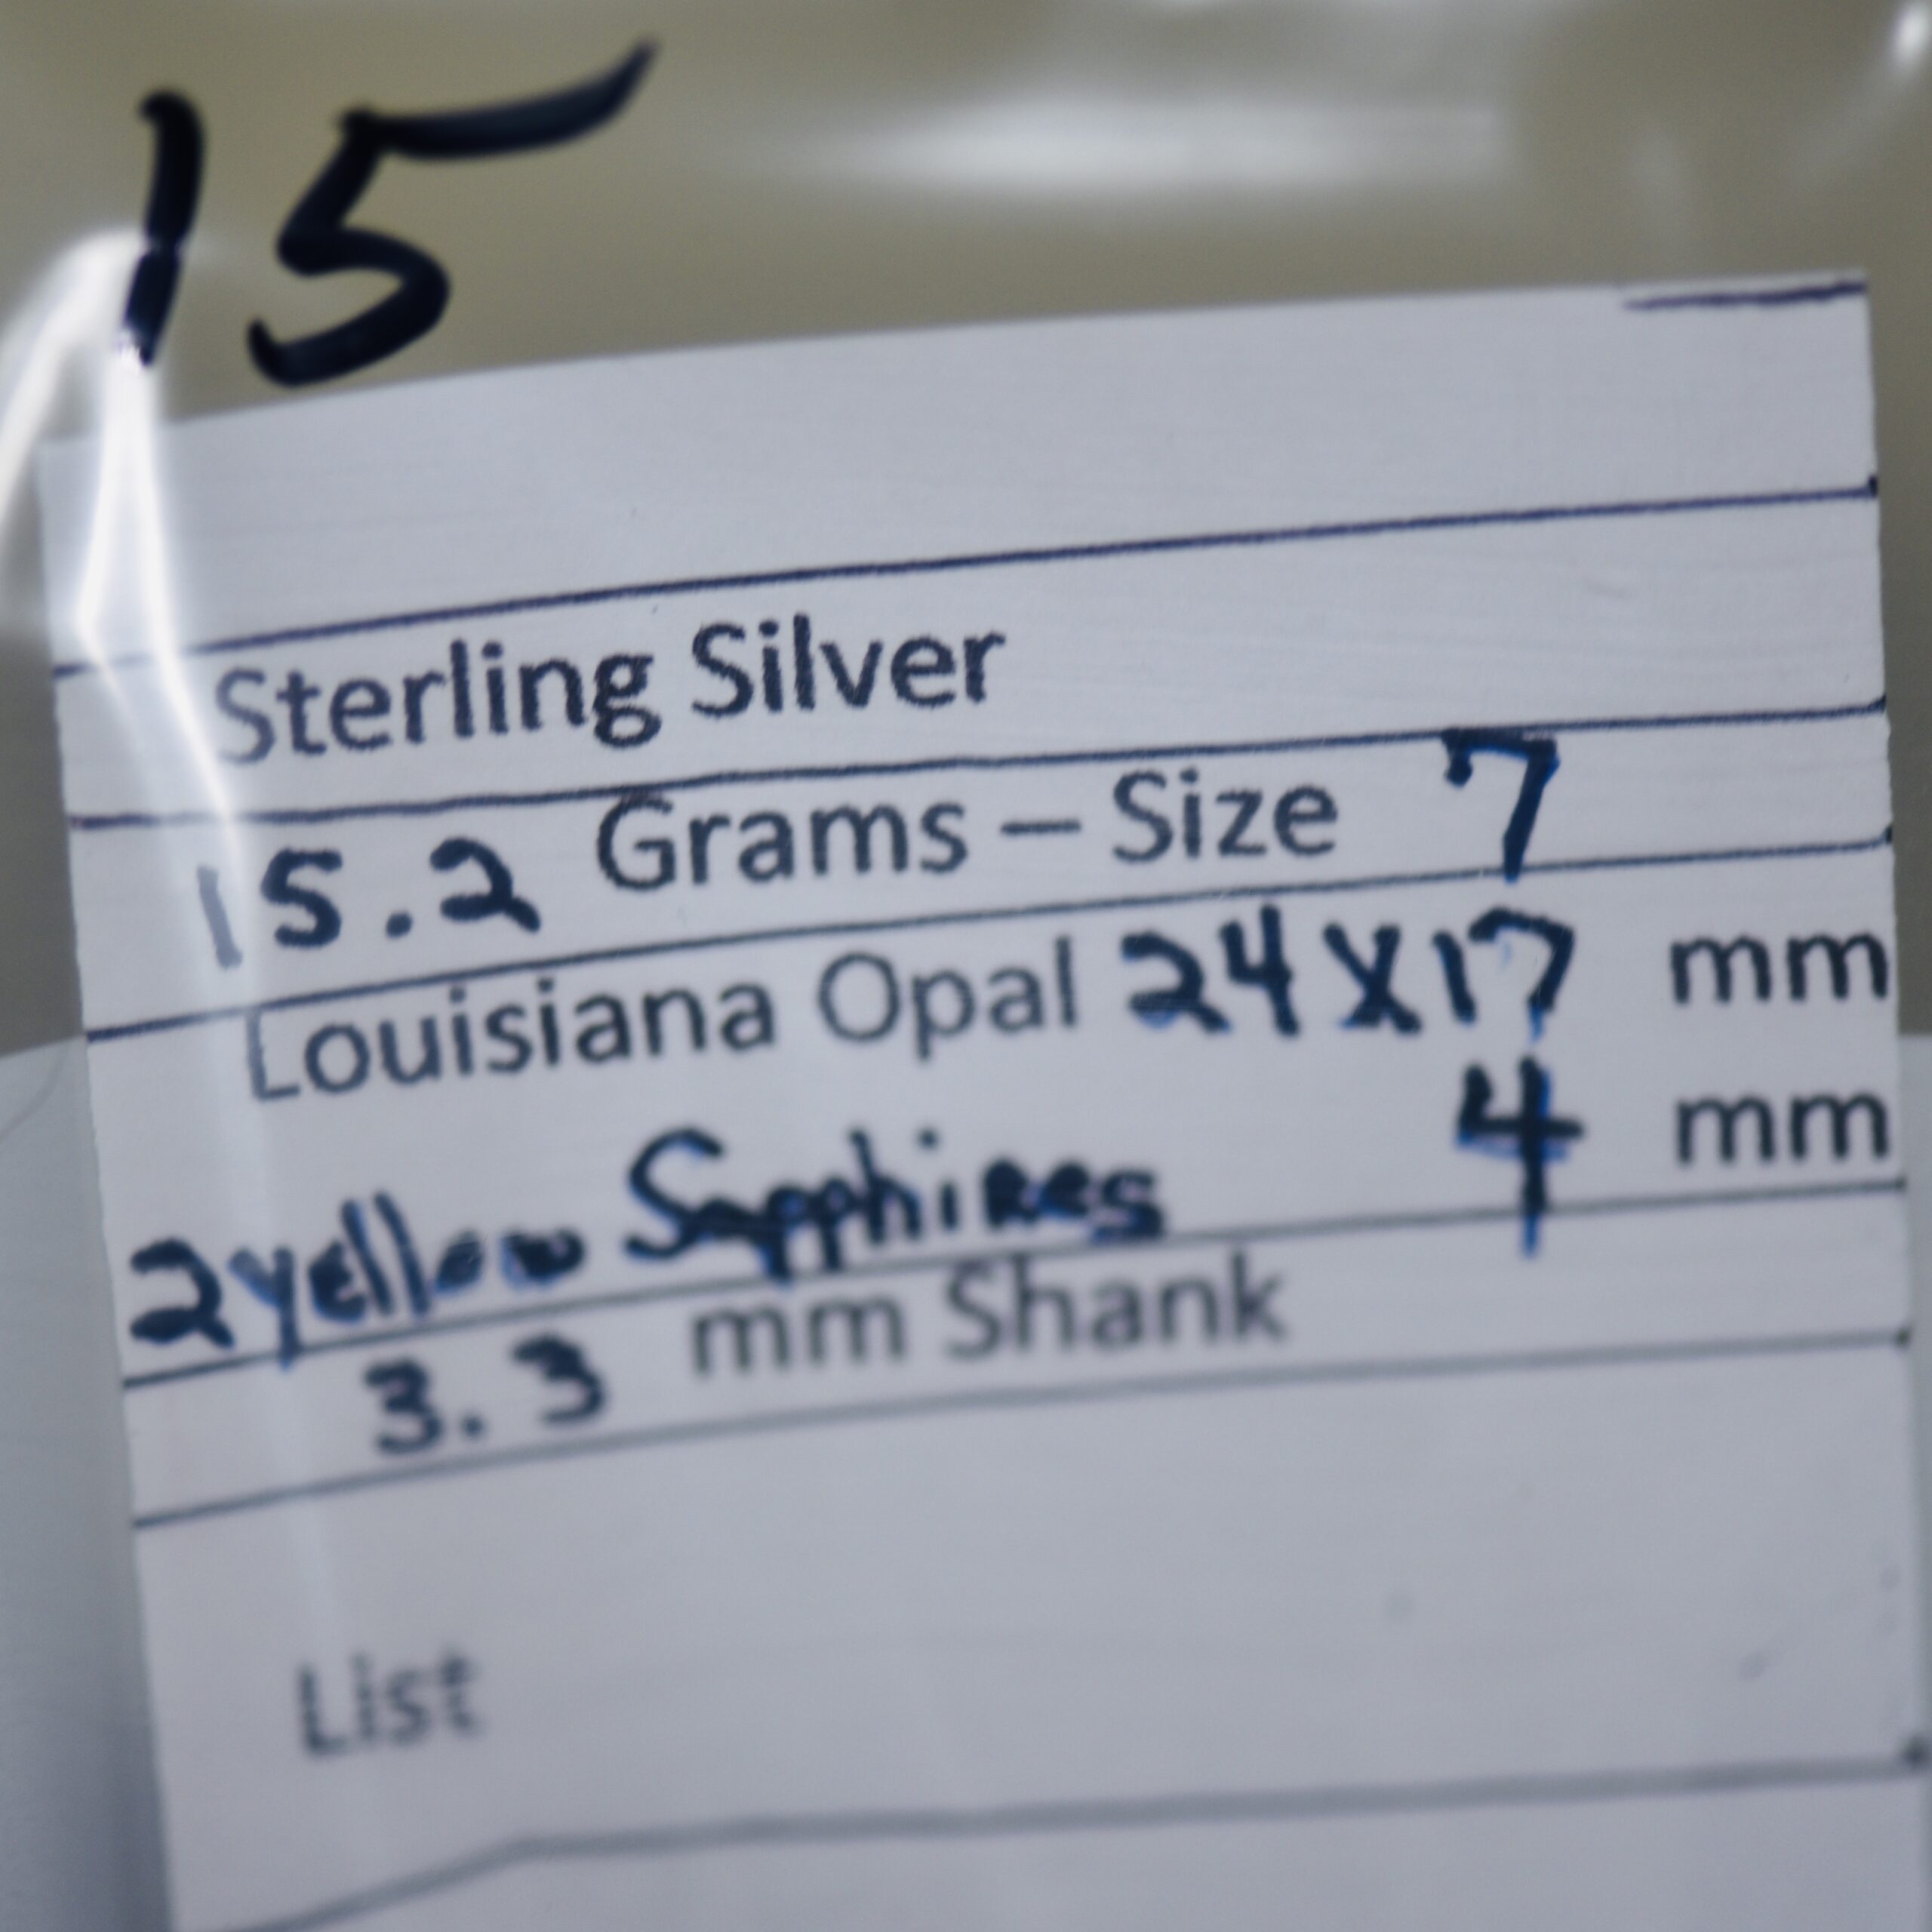 15
Sterling Silver
15.2 Grams – Size 7
Louisiana Opal 24X17 mm
2 yellow Sapphires 4 mm
3.3 mm Shank
List